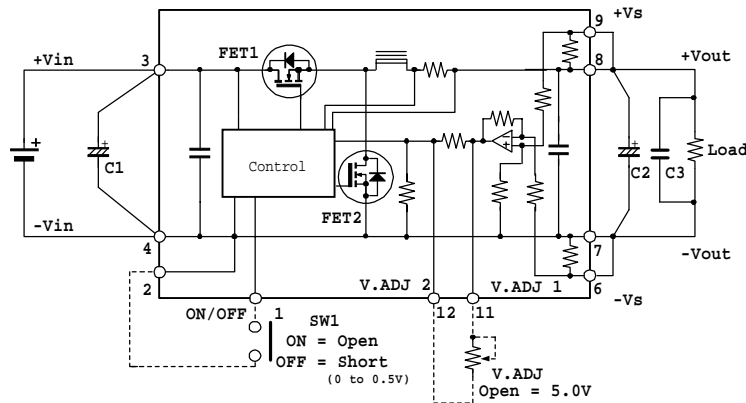 9 +Vs
+Vin 3 FET1 8 +Vout
+
+ C1
Control
- +
+ C2 C3 Load
FET2
-Vin 4 7 -Vout
2 V.ADJ 2 V.ADJ 1 6 -Vs
ON/OFF 1 12 11
SW1
ON = Open
OFF = Short
(0 to 0.5V)
V.ADJ
Open = 5.0V